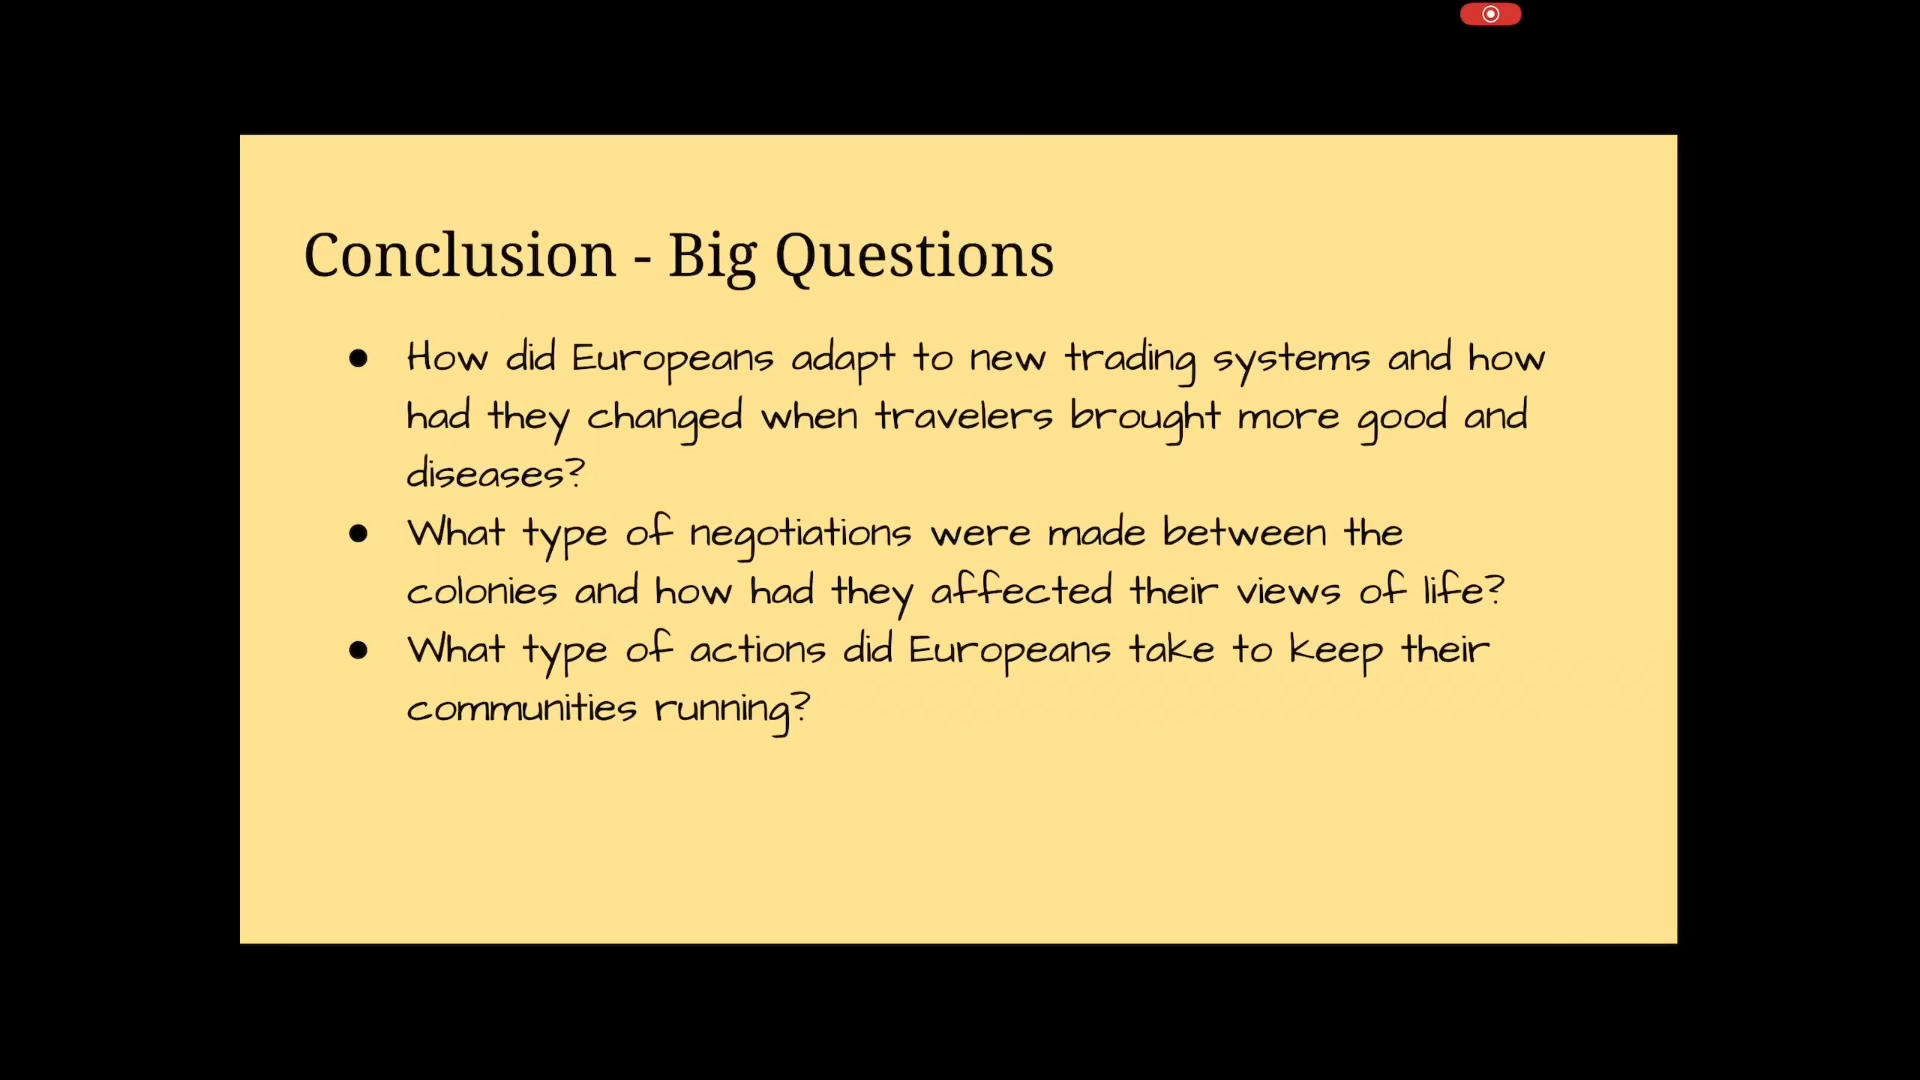 Conclusion - Big Questions
● How did Europeans adapt to new trading systems and how
had they changed when travelers brought more good and
diseases?
● What type of negotiations were made between the
colonies and how had they affected their views of life?
● What type of actions did Europeans take to keep their
communities running?